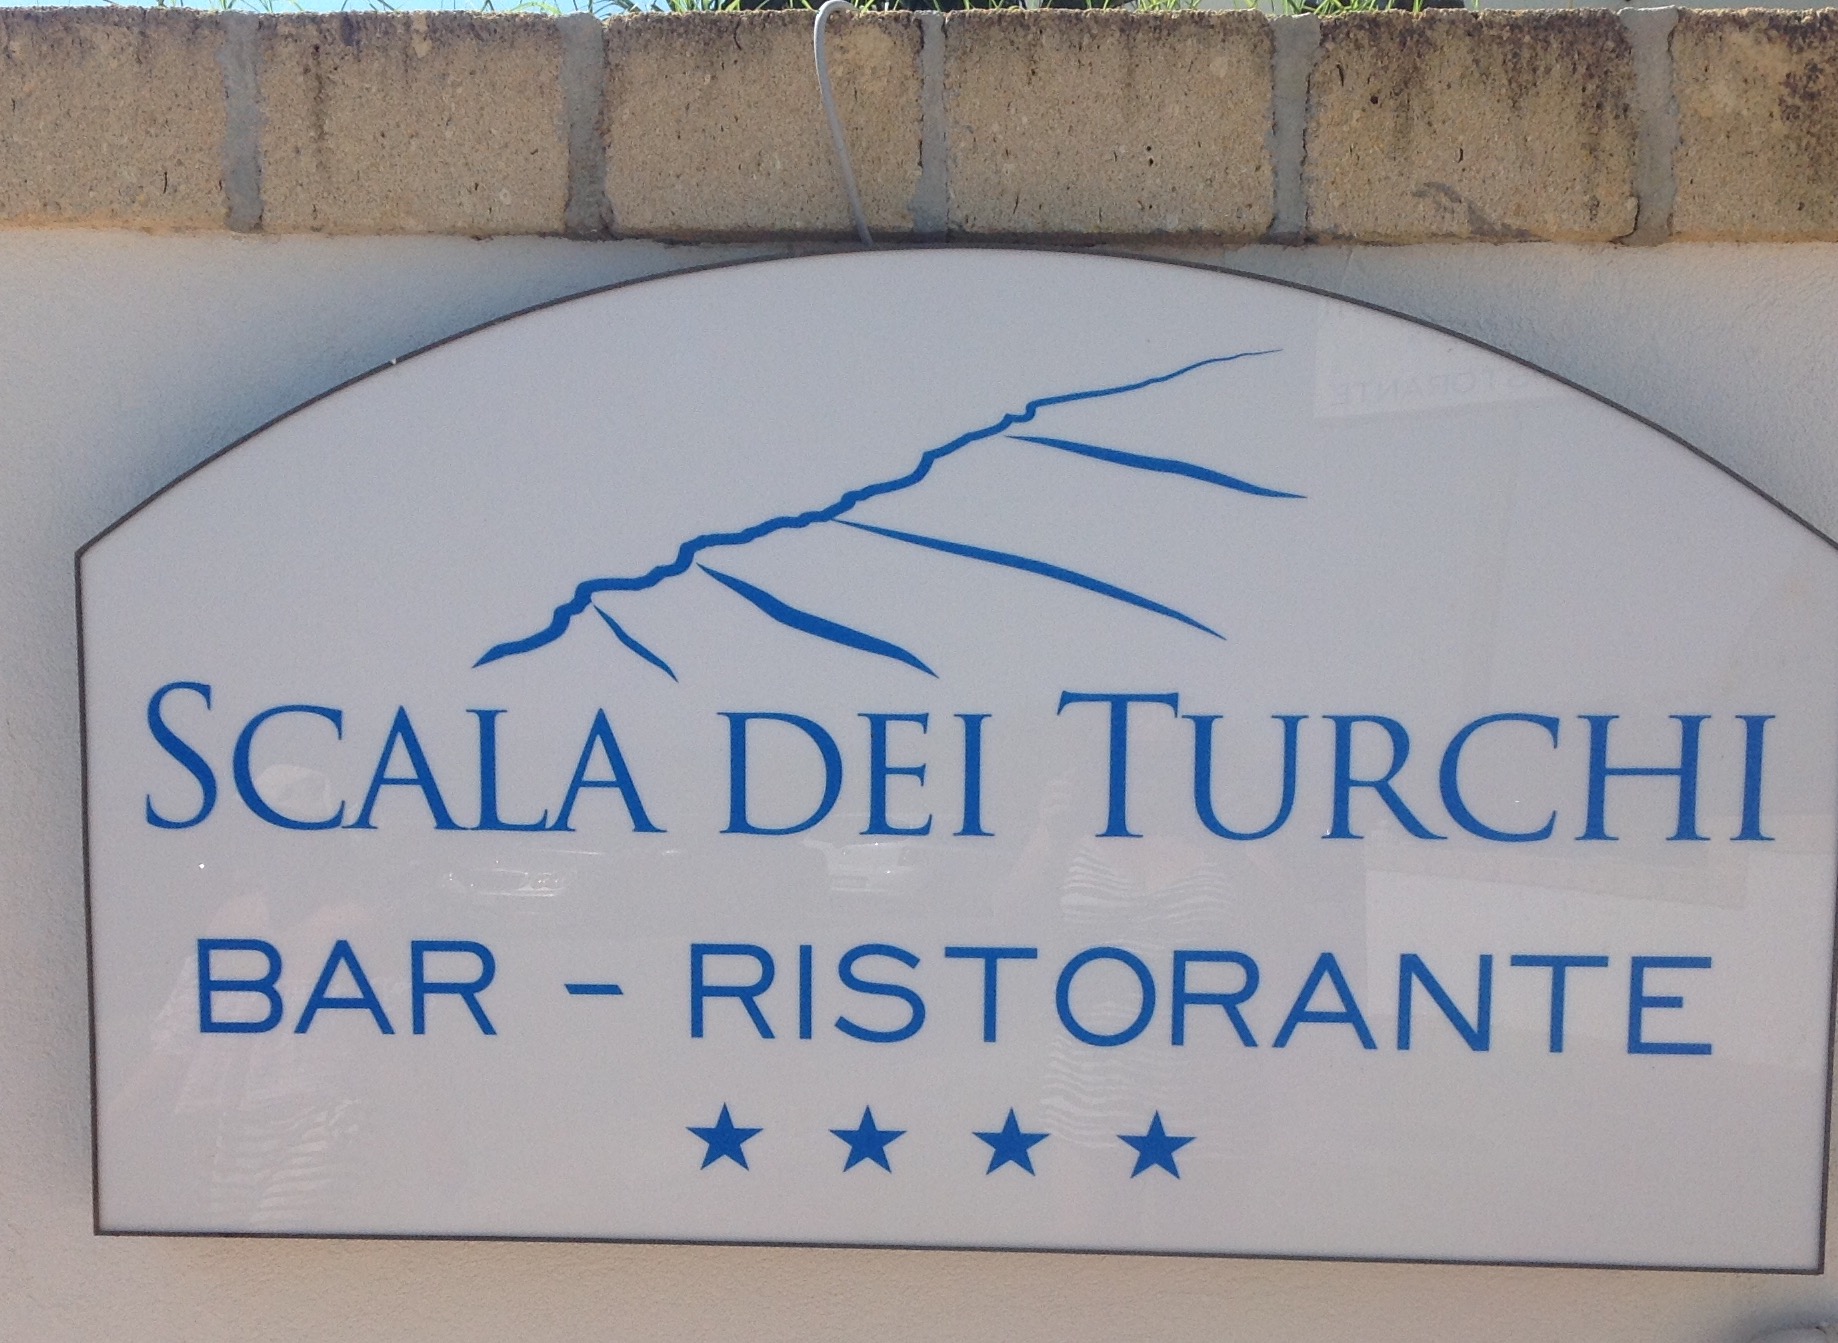 SCALA DEI TURCHI
BAR - RISTORANTE